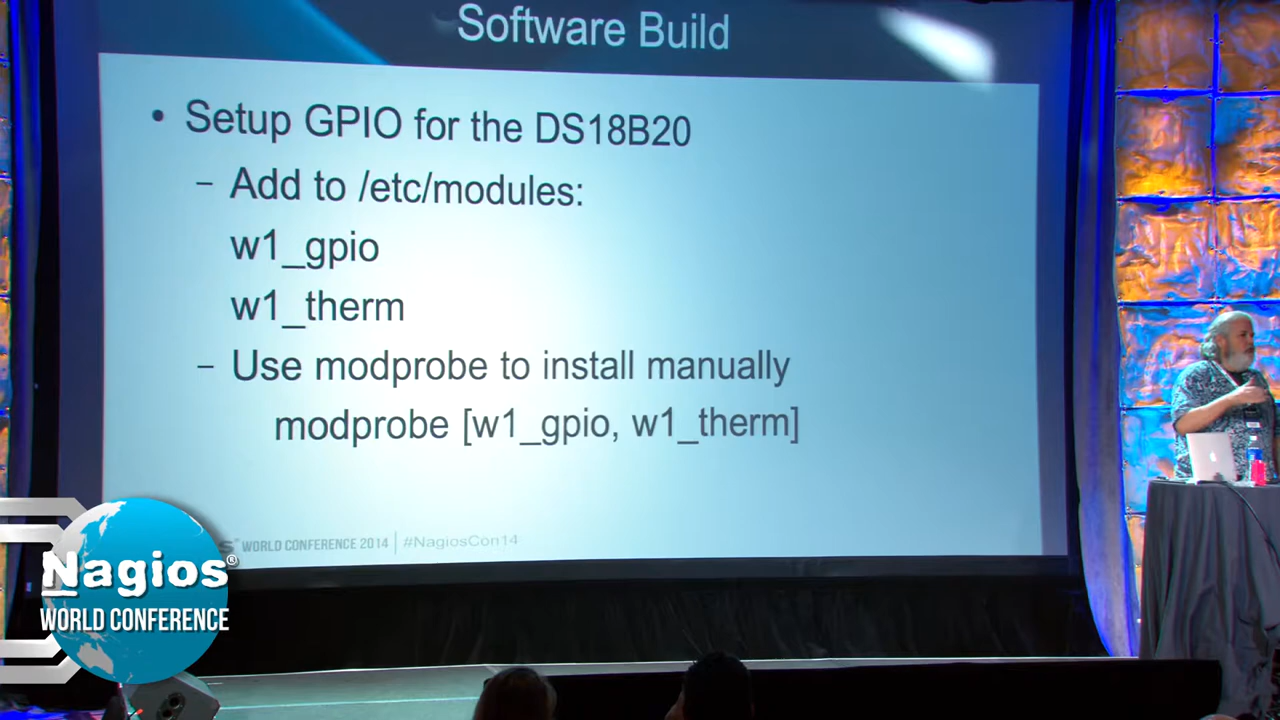 Software Build
• Setup GPIO for the DS18B20
– Add to /etc/modules:
w1_gpio
w1_therm
– Use modprobe to install manually
modprobe [w1_gpio, w1_therm]
WORLD CONFERENCE 2014 | #NagiosCon14
Nagios®
WORLD CONFERENCE